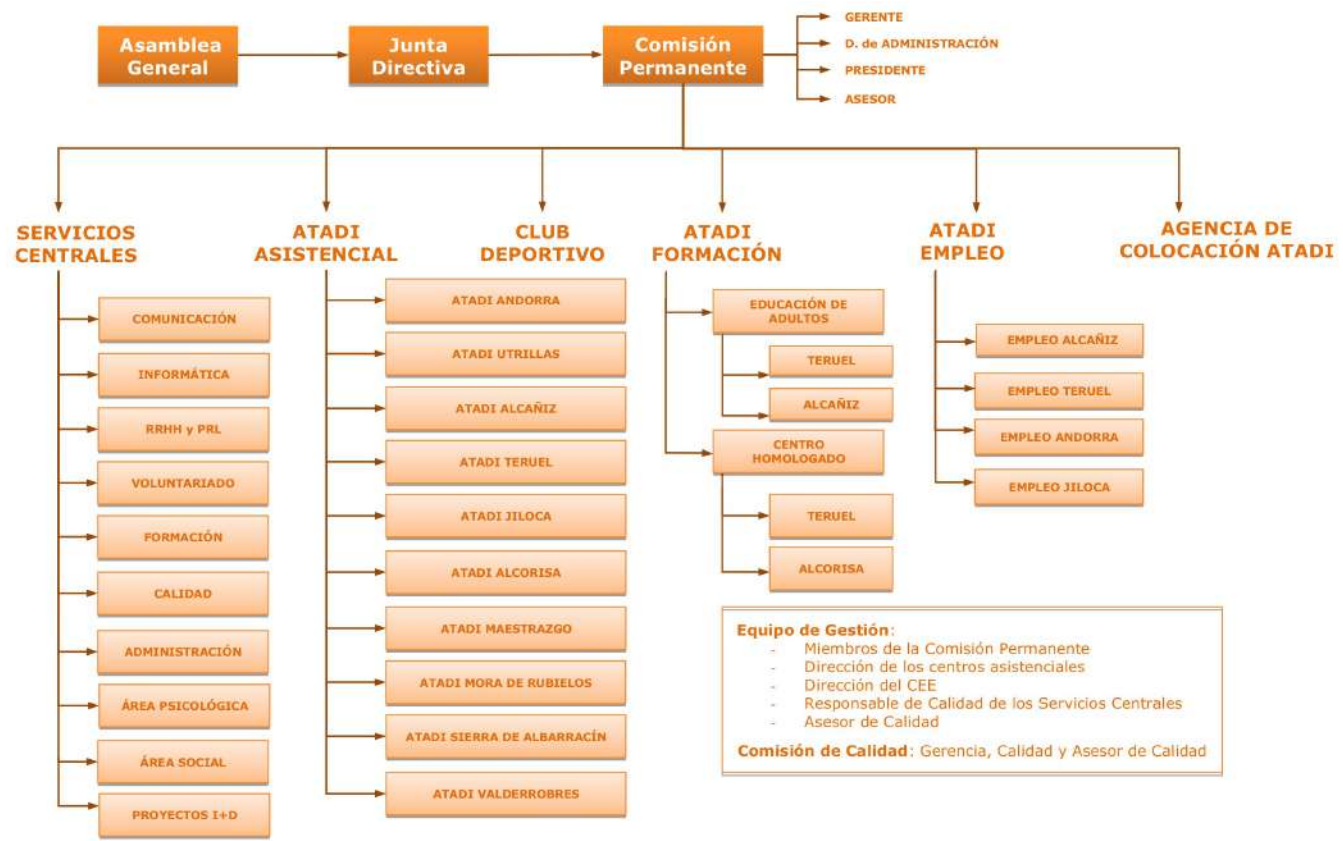 Asamblea
General
Junta
Directiva
Comisión
Permanente
GERENTE
D. de ADMINISTRACIÓN
PRESIDENTE
ASESOR
SERVICIOS
CENTRALES
COMUNICACIÓN
INFORMÁTICA
RRHH y PRL
VOLUNTARIADO
FORMACIÓN
CALIDAD
ADMINISTRACIÓN
ÁREA PSICOLÓGICA
ÁREA SOCIAL
PROYECTOS I+D
ATADI
ASISTENCIAL
ATADI ANDORRA
ATADI UTRILLAS
ATADI ALCAÑIZ
ATADI TERUEL
ATADI JILOCA
ATADI ALCORISA
ATADI MAESTRAZGO
ATADI MORA DE RUBIELOS
ATADI SIERRA DE ALBARRACÍN
ATADI VALDERROBRES
CLUB
DEPORTIVO
ATADI
FORMACIÓN
EDUCACIÓN DE
ADULTOS
TERUEL
ALCAÑIZ
CENTRO
HOMOLOGADO
TERUEL
ALCORISA
ATADI
EMPLEO
EMPLEO ALCAÑIZ
EMPLEO TERUEL
EMPLEO ANDORRA
EMPLEO JILOCA
AGENCIA DE
COLOCACIÓN ATADI
Equipo de Gestión:
- Miembros de la Comisión Permanente
- Dirección de los centros asistenciales
- Dirección del CEE
- Responsable de Calidad de los Servicios Centrales
- Asesor de Calidad
Comisión de Calidad: Gerencia, Calidad y Asesor de Calidad